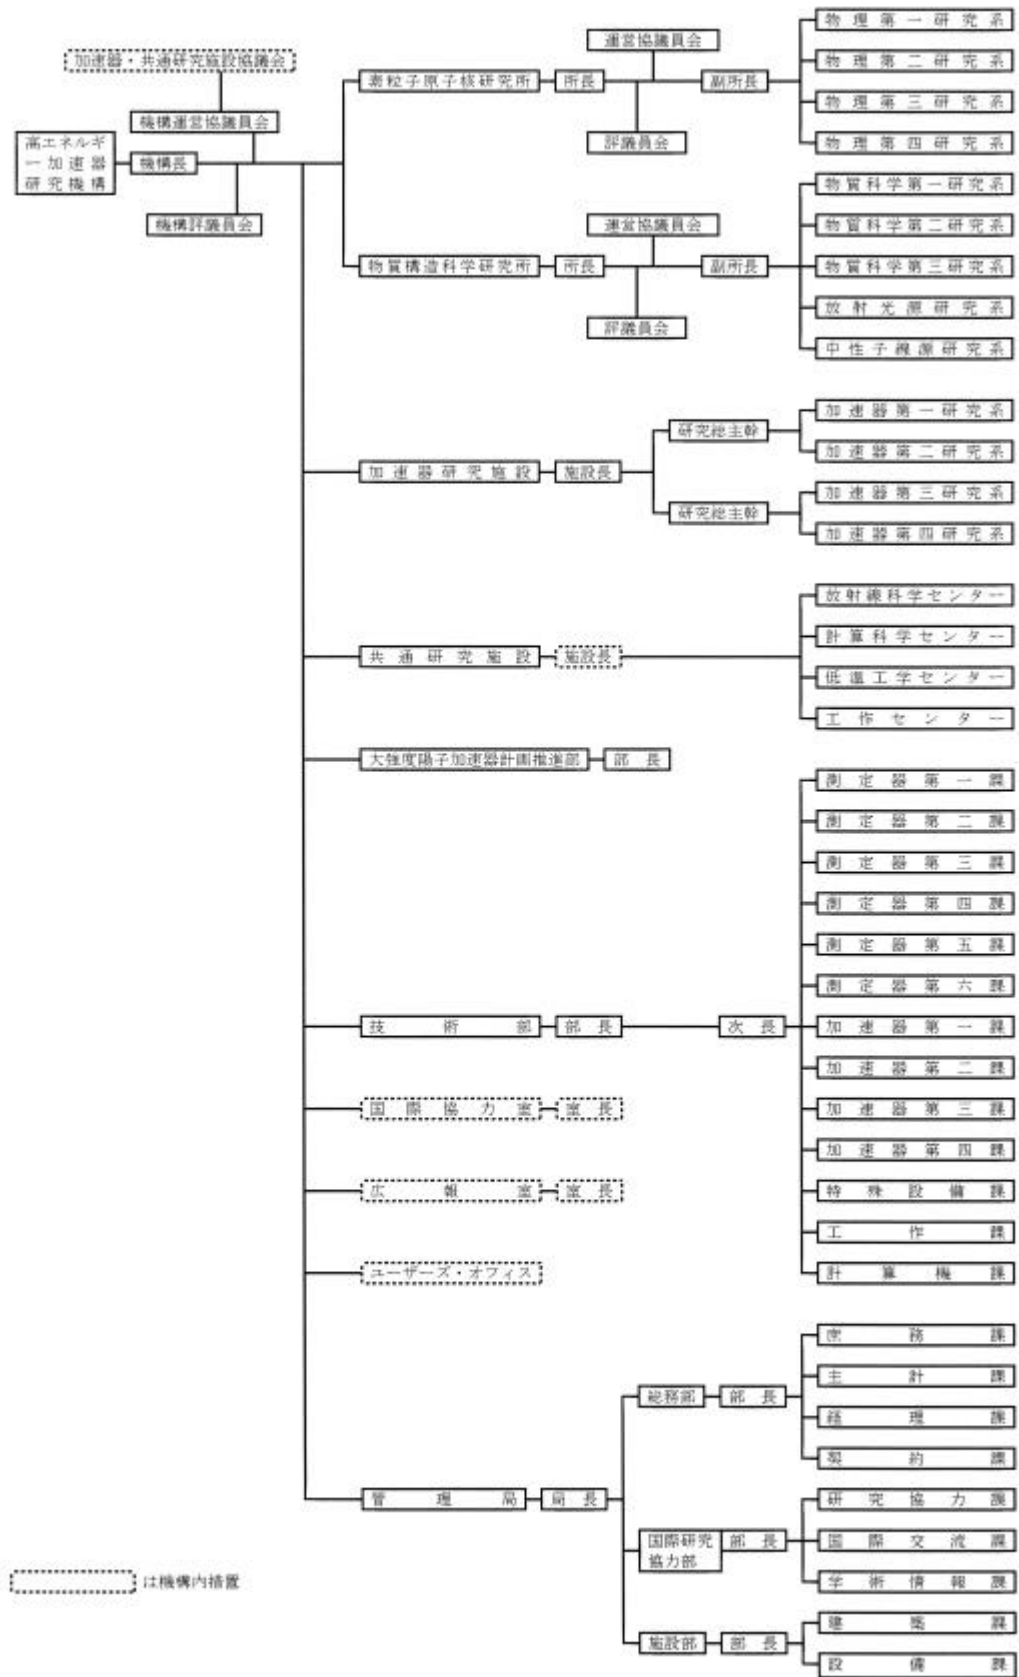 加速器・共通研究施設協議会
機構運営協議員会
高エネルギ
ー加速器
研究機構
機構長
機構評議員会
素粒子原子核研究所
所長
運営協議員会
評議員会
副所長
物理第一研究系
物理第二研究系
物理第三研究系
物理第四研究系
物質構造科学研究所
所長
運営協議員会
評議員会
副所長
物質科学第一研究系
物質科学第二研究系
物質科学第三研究系
放射光源研究系
中性子線源研究系
加速器研究施設
施設長
研究総主幹
加速器第一研究系
加速器第二研究系
研究総主幹
加速器第三研究系
加速器第四研究系
共通研究施設
施設長
放射線科学センター
計算科学センター
低温工学センター
工作センター
大強度陽子加速器計画推進部
部長
技術部
部長
次長
測定器第一課
測定器第二課
測定器第三課
測定器第四課
測定器第五課
測定器第六課
加速器第一課
加速器第二課
加速器第三課
加速器第四課
特殊設備課
工作課
計算機課
国際協力室
室長
広報室
室長
ユーザーズ・オフィス
管理局
局長
総務部
部長
庶務課
主計課
経理課
契約課
国際研究
協力部
部長
研究協力課
国際交流課
学術情報課
施設部
部長
建築課
設備課
は機構内措置